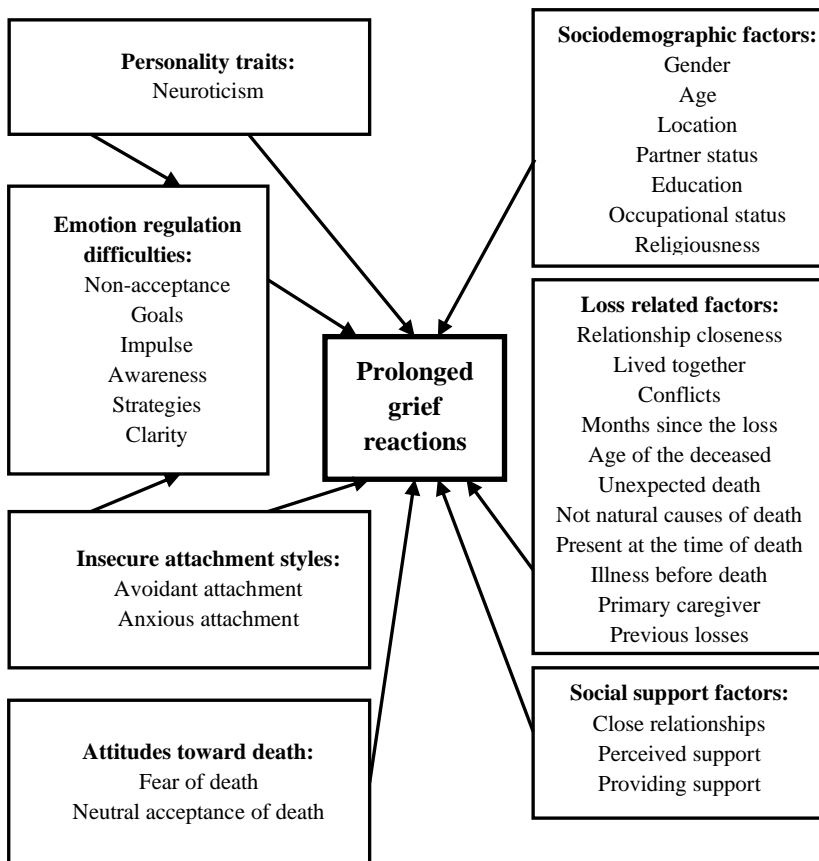 Personality traits:
Neuroticism
Emotion regulation
difficulties:
Non-acceptance
Goals
Impulse
Awareness
Strategies
Clarity
Insecure attachment styles:
Avoidant attachment
Anxious attachment
Attitudes toward death:
Fear of death
Neutral acceptance of death
Prolonged
grief
reactions
Sociodemographic factors:
Gender
Age
Location
Partner status
Education
Occupational status
Religiousness
Loss related factors:
Relationship closeness
Lived together
Conflicts
Months since the loss
Age of the deceased
Unexpected death
Not natural causes of death
Present at the time of death
Illness before death
Primary caregiver
Previous losses
Social support factors:
Close relationships
Perceived support
Providing support